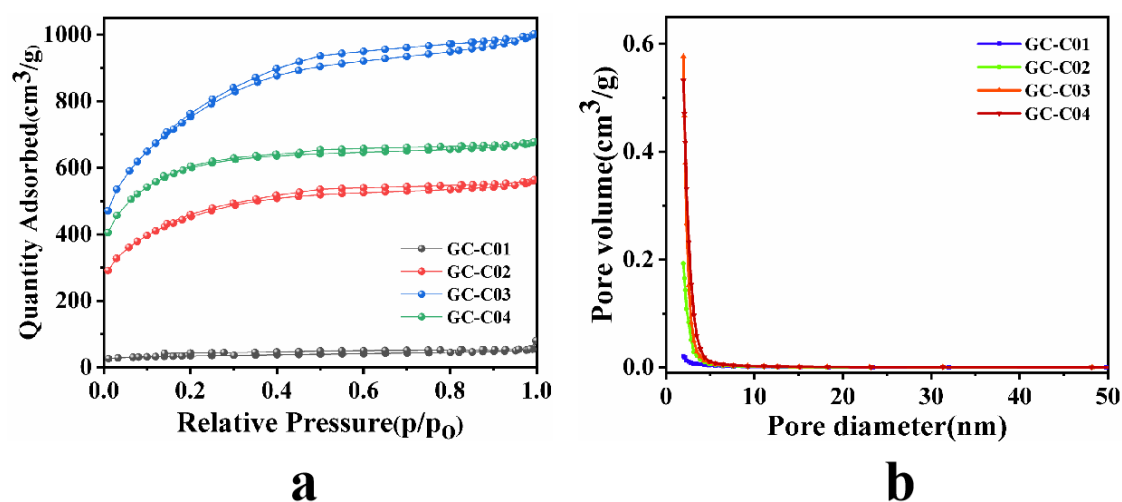 Quantity Adsorbed(cm³/g)
1000
800
600
400
200
0
GC-C01
GC-C02
GC-C03
GC-C04
0.0
0.2
0.4
0.6
0.8
1.0
Relative Pressure(p/p₀)
a
Pore volume(cm³/g)
0.6
0.4
0.2
0.0
GC-C01
GC-C02
GC-C03
GC-C04
0
10
20
30
40
50
Pore diameter(nm)
b